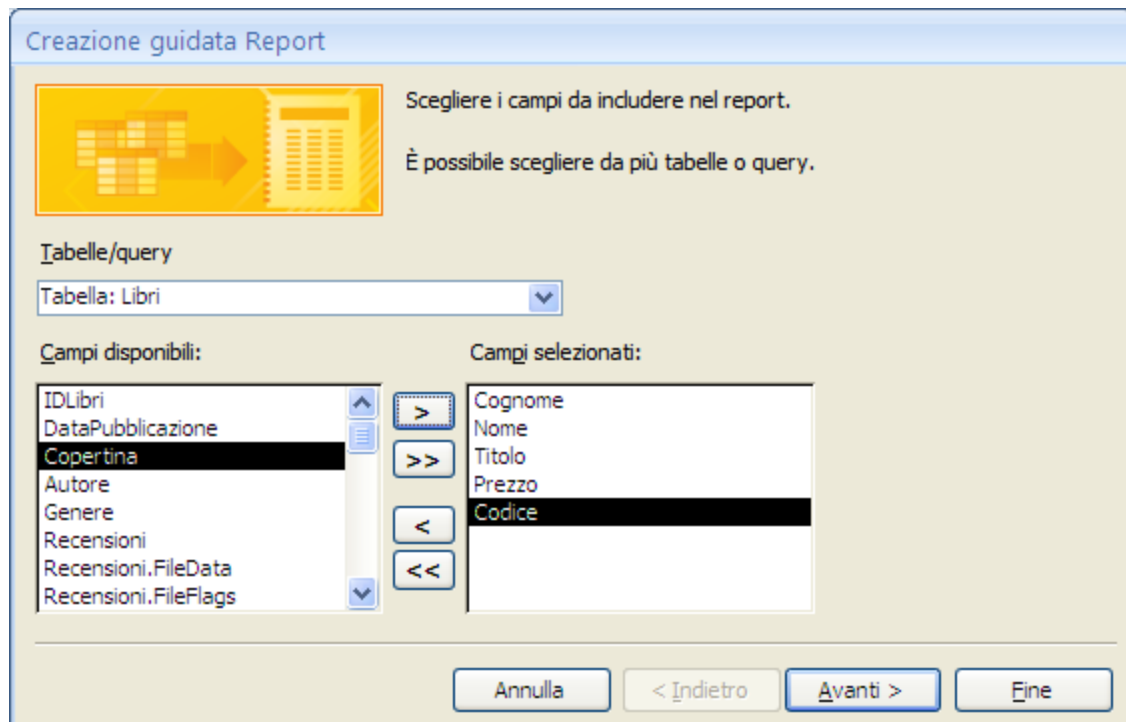 Creazione guidata Report
Scegliere i campi da includere nel report.
È possibile scegliere da più tabelle o query.
Tabelle/query
Tabella: Libri
Campi disponibili:
IDLibri
DataPubblicazione
Copertina
Autore
Genere
Recensioni
Recensioni.FileData
Recensioni.FileFlags
>
>>
<
<<
Campi selezionati:
Cognome
Nome
Titolo
Prezzo
Codice
Annulla
< Indietro
Avanti >
Fine